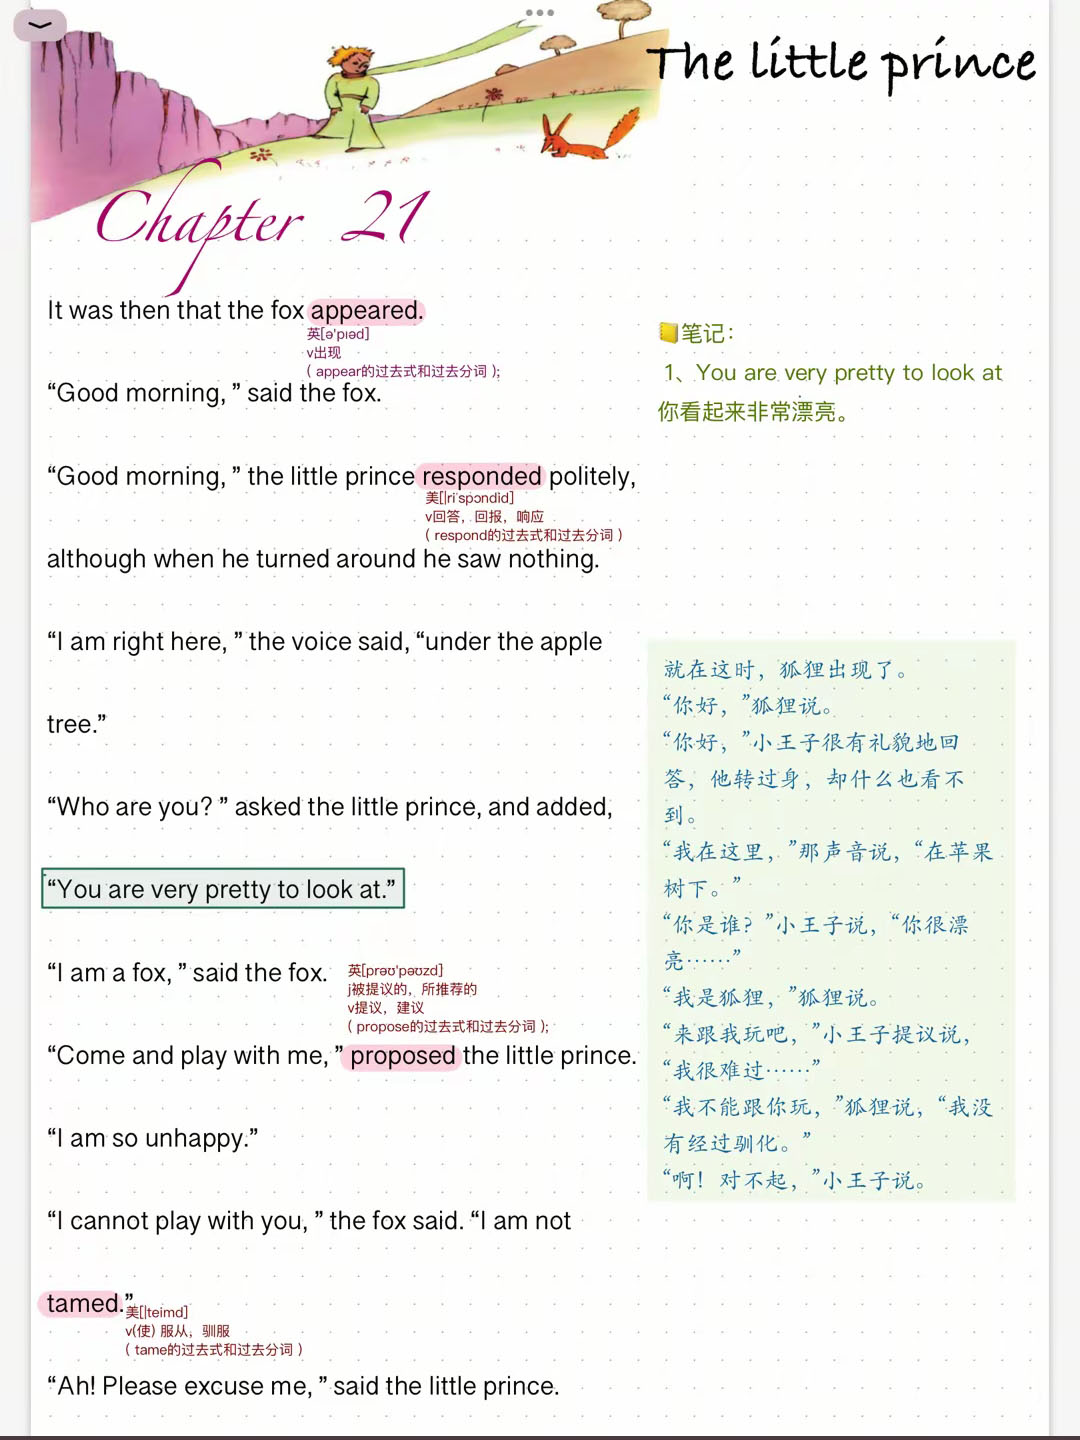 The little prince
Chapter 21
It was then that the fox appeared.
英[ə'pɪəd]
v出现
( appear的过去式和过去分词 );
“Good morning, ” said the fox.
“Good morning, ” the little prince responded politely,
美[|ri'spɔndid]
v回答，回报，响应
( respond的过去式和过去分词 )
although when he turned around he saw nothing.
“I am right here, ” the voice said, “under the apple
tree.”
“Who are you? ” asked the little prince, and added,
“You are very pretty to look at.”
“I am a fox, ” said the fox.
英[prəʊ'pəʊzd]
j被提议的，所推荐的
v提议，建议
( propose的过去式和过去分词 );
“Come and play with me, ” proposed the little prince.
“I am so unhappy.”
“I cannot play with you, ” the fox said. “I am not
tamed.”
美[|teimd]
v(使) 服从，驯服
( tame的过去式和过去分词 )
“Ah! Please excuse me, ” said the little prince.
📒笔记：
1、You are very pretty to look at
你看起来非常漂亮。
就在这时，狐狸出现了。
“你好，”狐狸说。
“你好，”小王子很有礼貌地回
答，他转过身，却什么也看不
到。
“我在这里，”那声音说，“在苹果
树下。”
“你是谁？”小王子说，“你很漂
亮……”
“我是狐狸，”狐狸说。
“来跟我玩吧，”小王子提议说，
“我很难过……”
“我不能跟你玩，”狐狸说，“我没
有经过驯化。”
“啊！对不起，”小王子说。